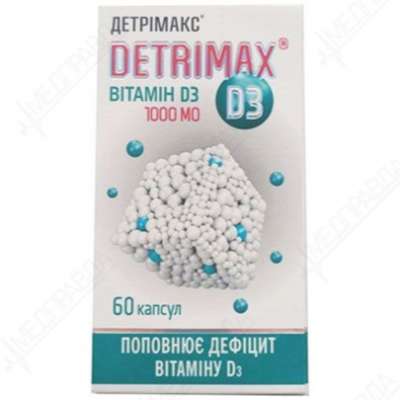 ДЕТРІМАКС®
DETRIMAX®
ВІТАМІН D3
1000 МО
D3
60 капсул
ПОПОВНЮЄ ДЕФІЦИТ
ВІТАМІНУ D3